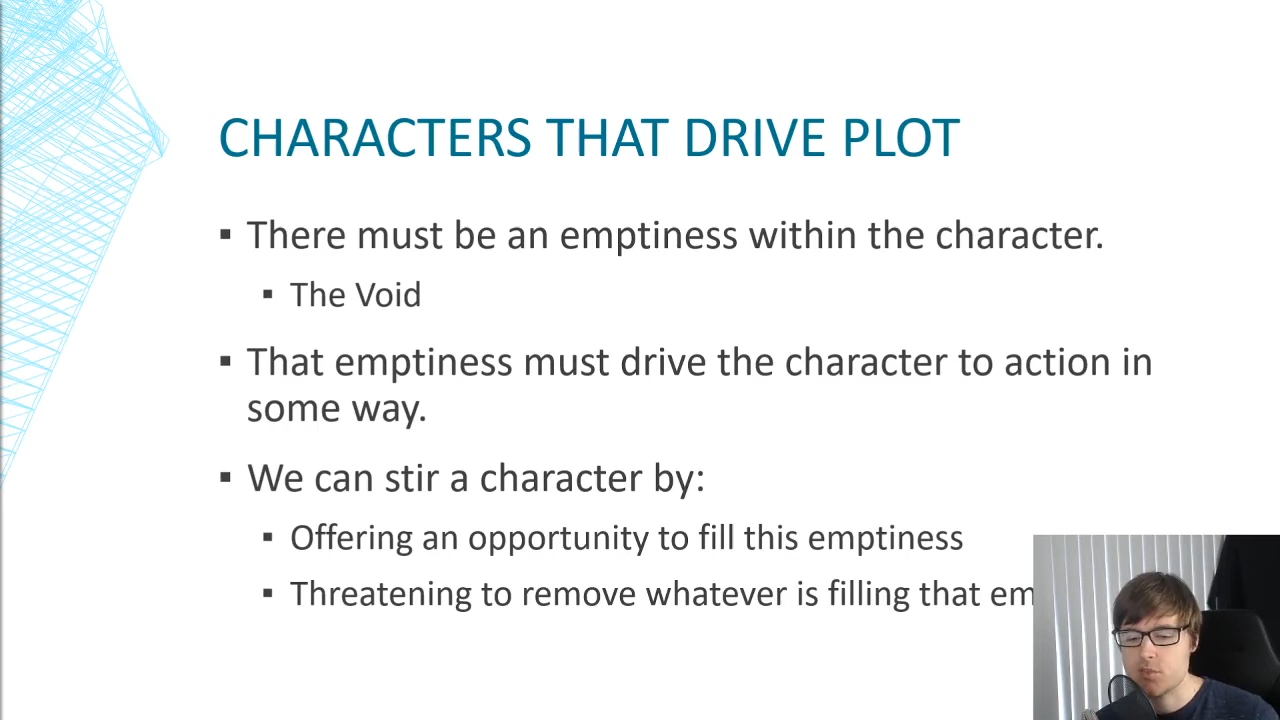 CHARACTERS THAT DRIVE PLOT
▪ There must be an emptiness within the character.
▪ The Void
▪ That emptiness must drive the character to action in
some way.
▪ We can stir a character by:
▪ Offering an opportunity to fill this emptiness
▪ Threatening to remove whatever is filling that em